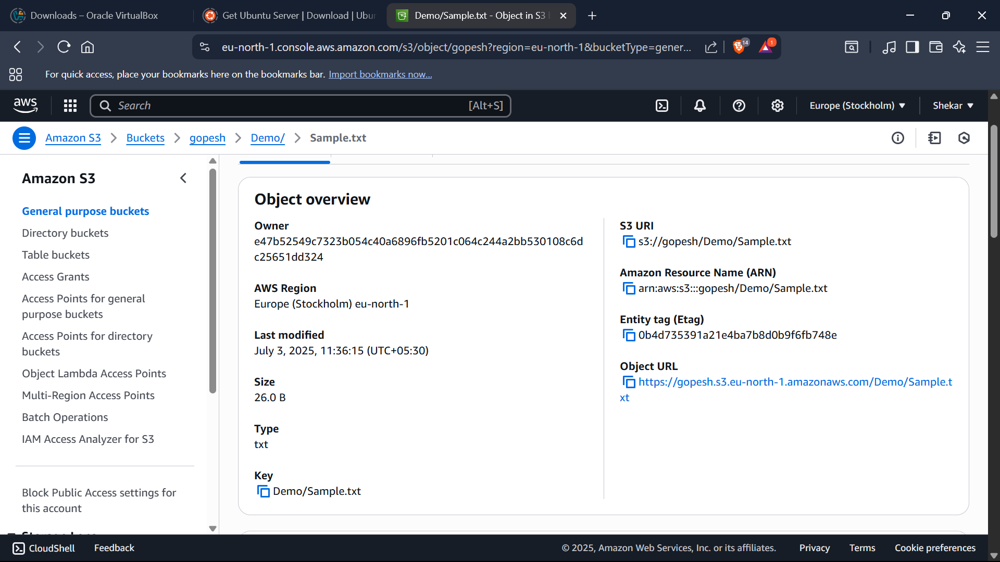 Downloads – Oracle VirtualBox
Get Ubuntu Server | Download | Ubun
Demo/Sample.txt - Object in S3
eu-north-1.console.aws.amazon.com/s3/object/gopesh?region=eu-north-1&bucketType=gener...
14
1
For quick access, place your bookmarks here on the bookmarks bar. Import bookmarks now...
aws
Search
[Alt+S]
Europe (Stockholm)
Shekar
Amazon S3
Buckets
gopesh
Demo/
Sample.txt
Amazon S3
General purpose buckets
Directory buckets
Table buckets
Access Grants
Access Points for general
purpose buckets
Access Points for directory
buckets
Object Lambda Access Points
Multi-Region Access Points
Batch Operations
IAM Access Analyzer for S3
Block Public Access settings for
this account
Object overview
Owner
e47b52549c7323b054c40a6896fb5201c064c244a2bb530108c6d
c25651dd324
AWS Region
Europe (Stockholm) eu-north-1
Last modified
July 3, 2025, 11:36:15 (UTC+05:30)
Size
26.0 B
Type
txt
Key
Demo/Sample.txt
S3 URI
s3://gopesh/Demo/Sample.txt
Amazon Resource Name (ARN)
arn:aws:s3:::gopesh/Demo/Sample.txt
Entity tag (Etag)
0b4d735391a21e4ba7b8d0b9f6fb748e
Object URL
https://gopesh.s3.eu-north-1.amazonaws.com/Demo/Sample.t
xt
CloudShell
Feedback
© 2025, Amazon Web Services, Inc. or its affiliates.
Privacy
Terms
Cookie preferences